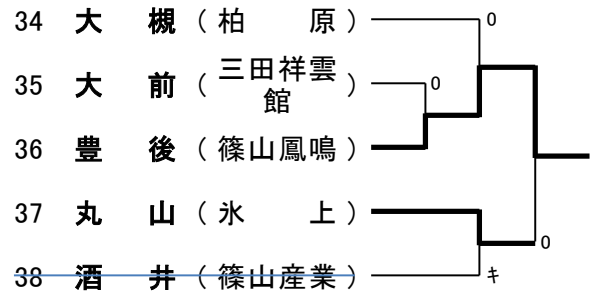 34 大 槻 ( 柏 原 ) 0
35 大 前 ( 三田祥雲館 ) 0
36 豊 後 ( 篠山鳳鳴 )
37 丸 山 ( 氷 上 ) 0
38 酒 井 ( 篠山産業 ) キ